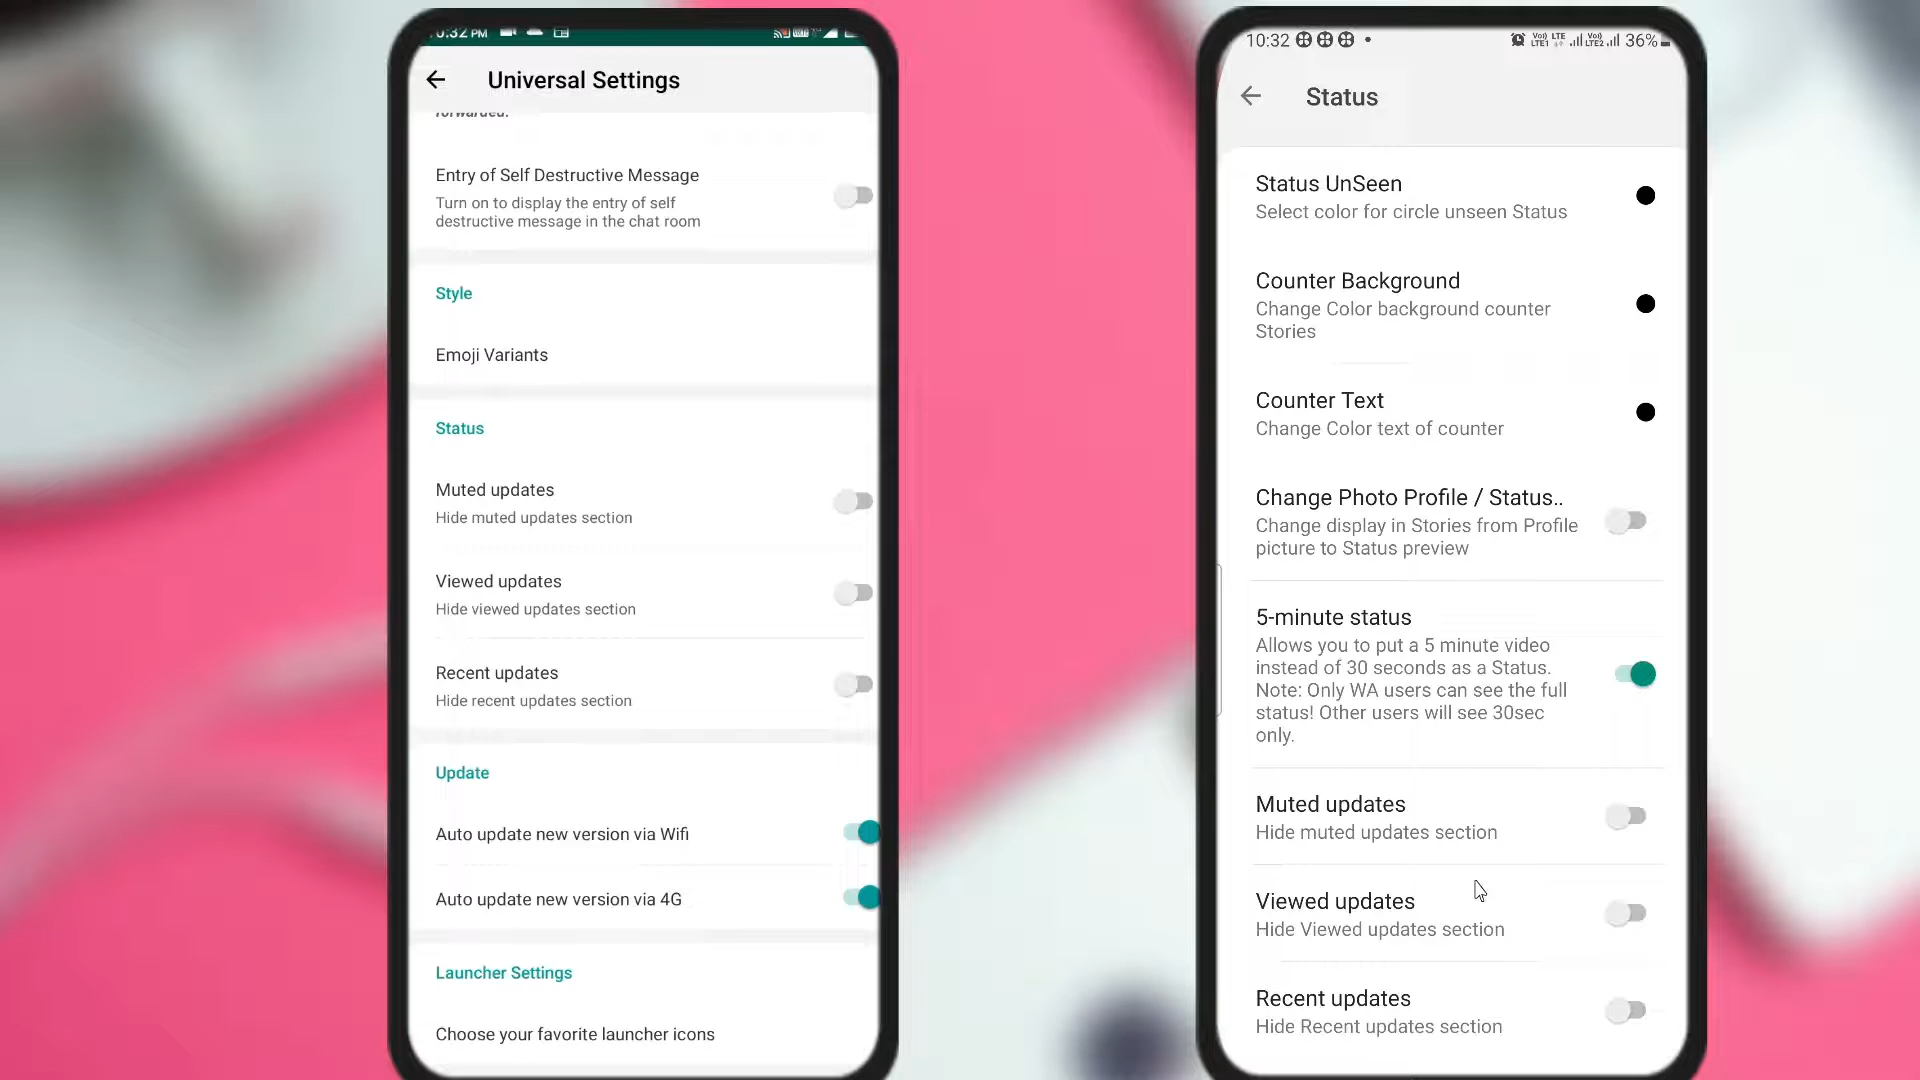 0:32 PM
Universal Settings
forwarded.
Entry of Self Destructive Message
Turn on to display the entry of self
destructive message in the chat room
Style
Emoji Variants
Status
Muted updates
Hide muted updates section
Viewed updates
Hide viewed updates section
Recent updates
Hide recent updates section
Update
Auto update new version via Wifi
Auto update new version via 4G
Launcher Settings
Choose your favorite launcher icons
10:32
36%
Status
Status UnSeen
Select color for circle unseen Status
Counter Background
Change Color background counter
Stories
Counter Text
Change Color text of counter
Change Photo Profile / Status..
Change display in Stories from Profile
picture to Status preview
5-minute status
Allows you to put a 5 minute video
instead of 30 seconds as a Status.
Note: Only WA users can see the full
status! Other users will see 30sec
only.
Muted updates
Hide muted updates section
Viewed updates
Hide Viewed updates section
Recent updates
Hide Recent updates section